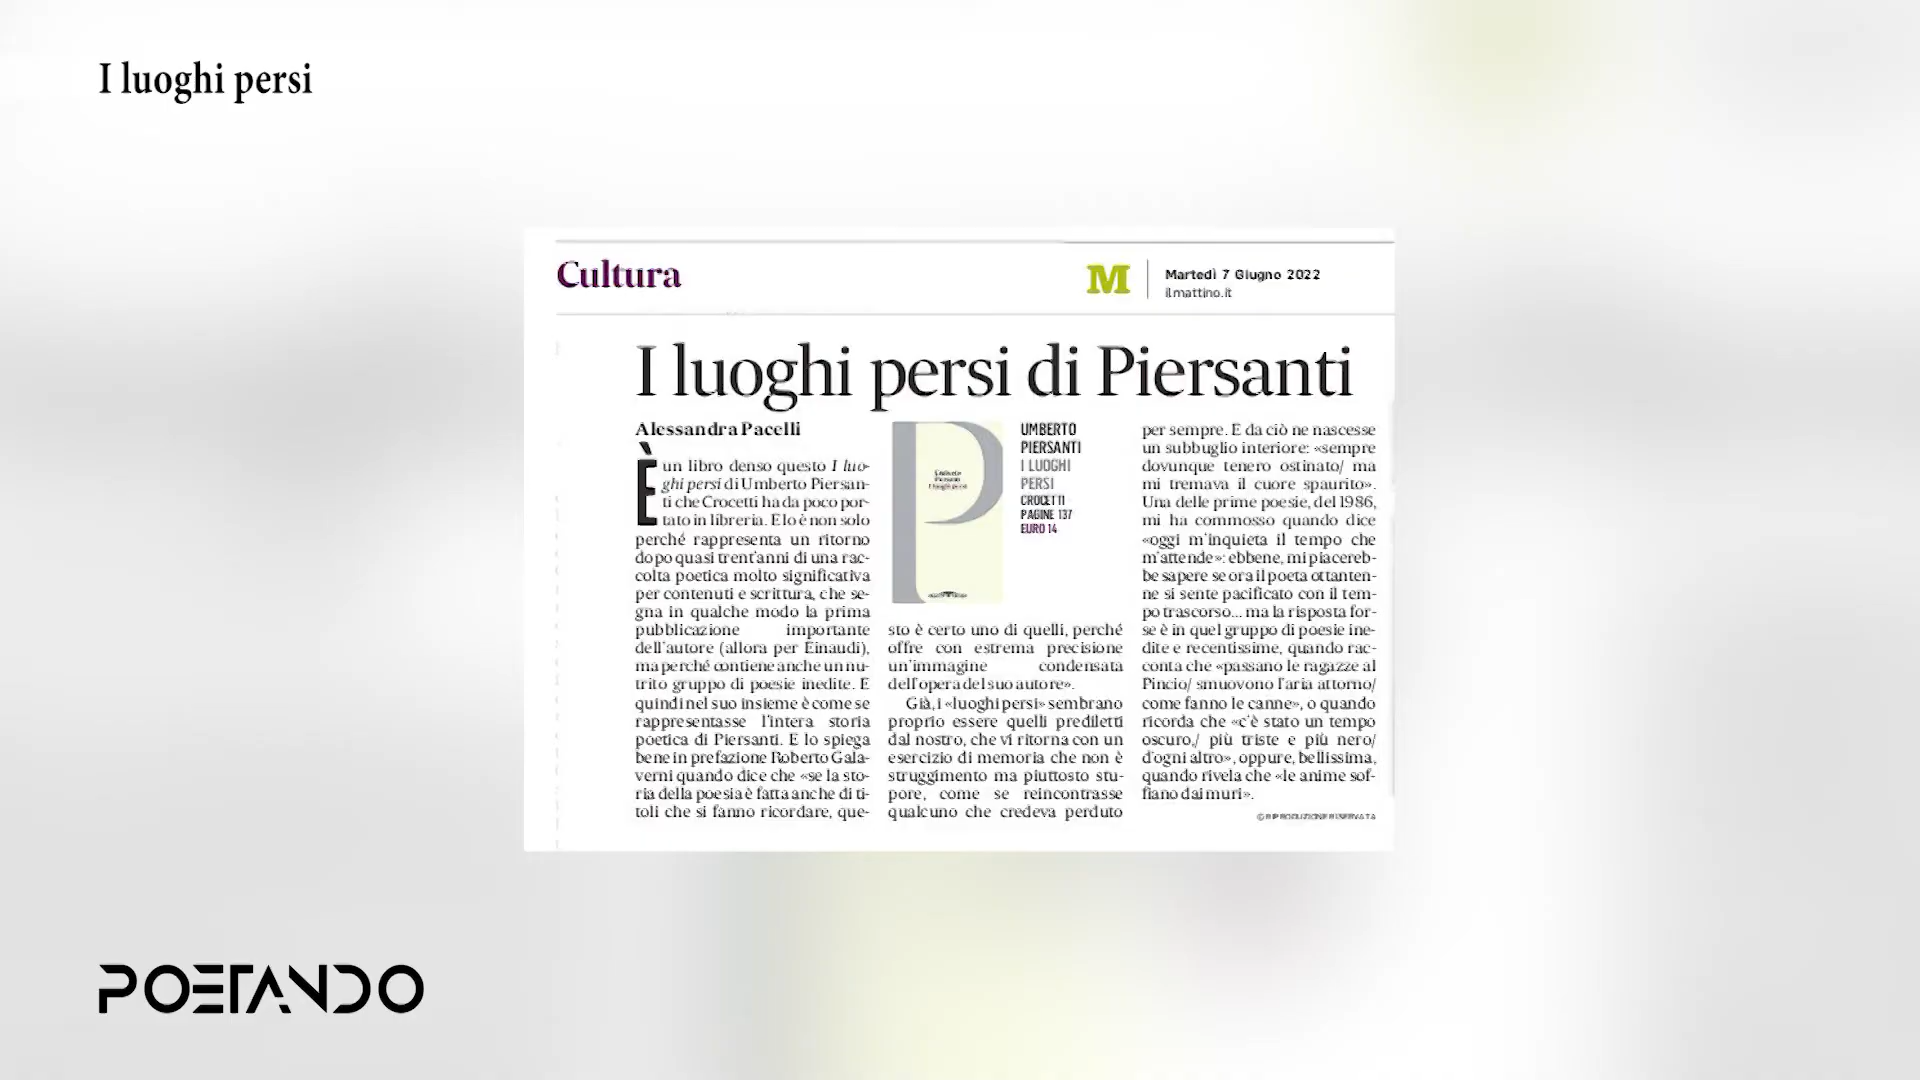 I luoghi persi
Cultura
M
Martedì 7 Giugno 2022
ilmattino.it
I luoghi persi di Piersanti
Alessandra Pacelli
È un libro denso questo I luo-
ghi persi di Umberto Piersan-
ti che Crocetti ha da poco por-
tato in libreria. E lo è non solo
perché rappresenta un ritorno
dopo quasi trent'anni di una rac-
colta poetica molto significativa
per contenuti e scrittura, che se-
gna in qualche modo la prima
pubblicazione importante
dell'autore (allora per Einaudi),
ma perché contiene anche un nu-
trito gruppo di poesie inedite. E
quindi nel suo insieme è come se
rappresentasse l'intera storia
poetica di Piersanti. E lo spiega
bene in prefazione Roberto Gala-
verni quando dice che «se la sto-
ria della poesia è fatta anche di ti-
toli che si fanno ricordare, que-
P
Umberto
Piersanti
I luoghi persi
UMBERTO
PIERSANTI
I LUOGHI
PERSI
CROCETTI
PAGINE 137
EURO 14
sto è certo uno di quelli, perché
offre con estrema precisione
un'immagine condensata
dell'opera del suo autore».
Già, i «luoghi persi» sembrano
proprio essere quelli prediletti
dal nostro, che vi ritorna con un
esercizio di memoria che non è
struggimento ma piuttosto stu-
pore, come se reincontrasse
qualcuno che credeva perduto
per sempre. E da ciò ne nascesse
un subbuglio interiore: «sempre
dovunque tenero ostinato/ ma
mi tremava il cuore spaurito».
Una delle prime poesie, del 1986,
mi ha commosso quando dice
«oggi m'inquieta il tempo che
m'attende»: ebbene, mi piacereb-
be sapere se ora il poeta ottanten-
ne si sente pacificato con il tem-
po trascorso... ma la risposta for-
se è in quel gruppo di poesie ine-
dite e recentissime, quando rac-
conta che «passano le ragazze al
Pincio/ smuovono l'aria attorno/
come fanno le canne», o quando
ricorda che «c'è stato un tempo
oscuro,/ più triste e più nero/
d'ogni altro», oppure, bellissima,
quando rivela che «le anime sof-
fiano dai muri».
© RIPRODUZIONE RISERVATA
POETANDO